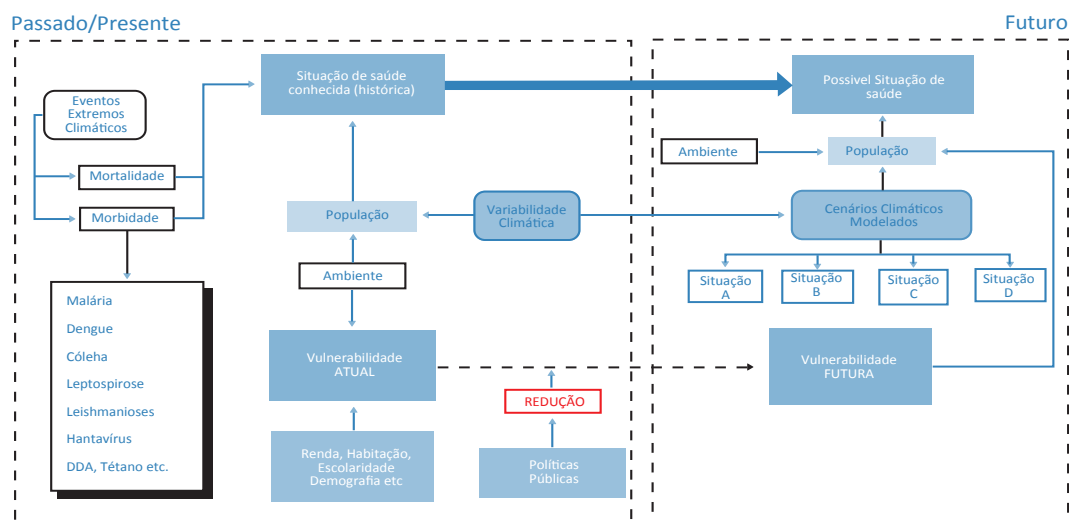 Passado/Presente
Futuro
Eventos
Extremos
Climáticos
Mortalidade
Morbidade
Malária
Dengue
Cóleha
Leptospirose
Leishmanioses
Hantavírus
DDA, Tétano etc.
Situação de saúde
conhecida (histórica)
População
Ambiente
Vulnerabilidade
ATUAL
Renda, Habitação,
Escolaridade
Demografia etc
Variabilidade
Climática
REDUÇÃO
Políticas
Públicas
Possivel Situação de
saúde
Ambiente
População
Cenários Climáticos
Modelados
Situação
A
Situação
B
Situação
C
Situação
D
Vulnerabilidade
FUTURA